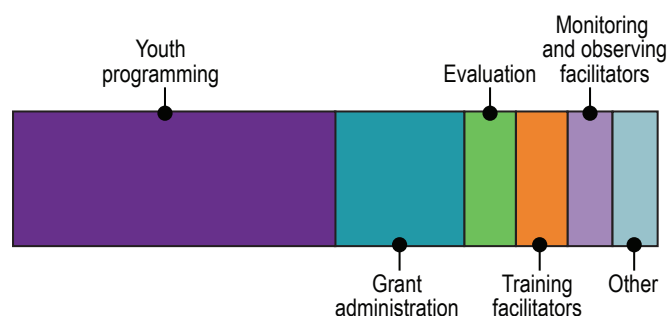 Youth
programming
Evaluation
Monitoring
and observing
facilitators
Grant
administration
Training
facilitators
Other